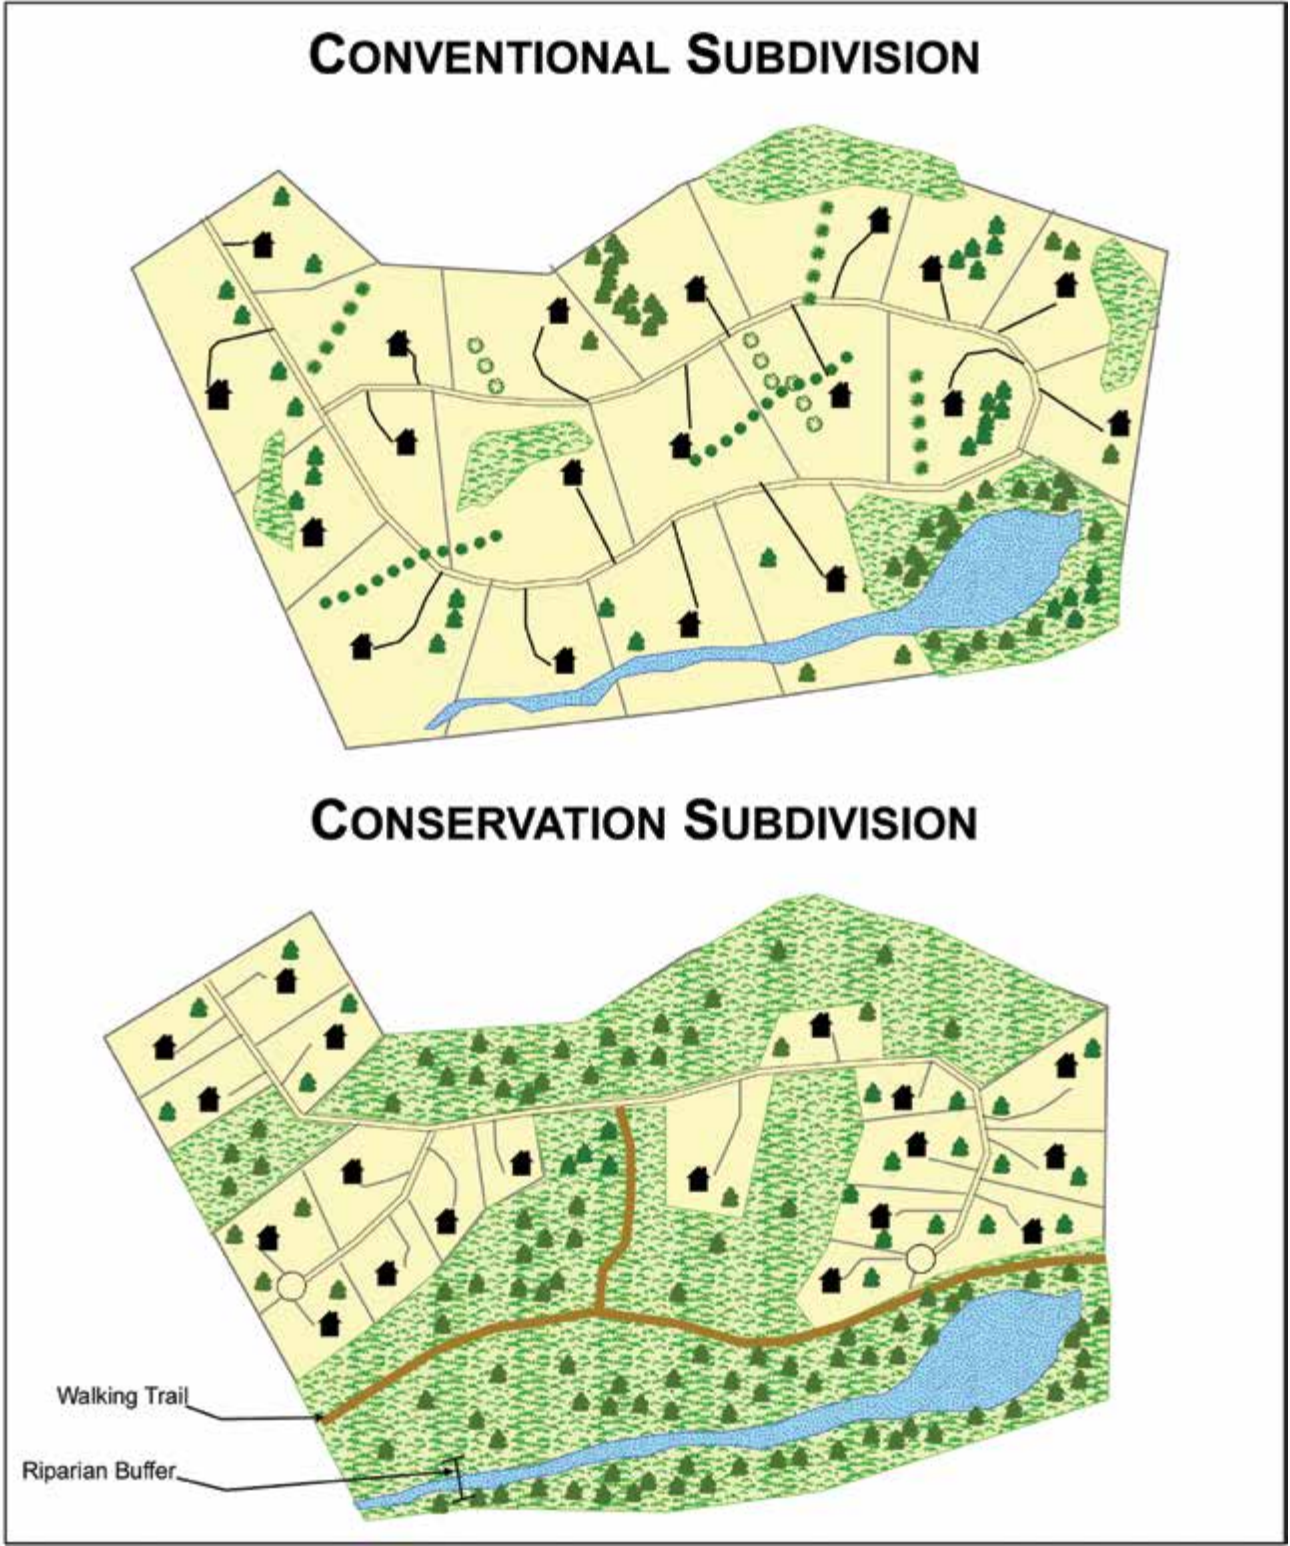 CONVENTIONAL SUBDIVISION
CONSERVATION SUBDIVISION
Walking Trail
Riparian Buffer